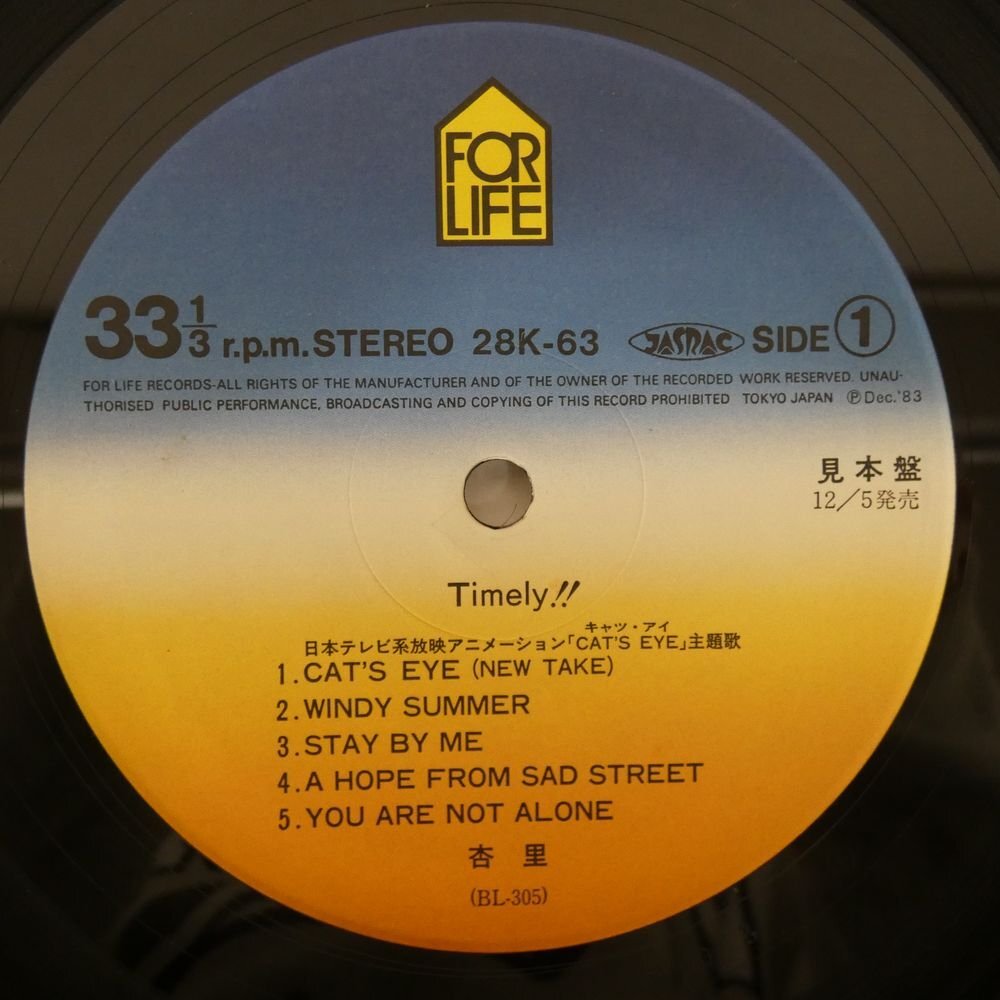 FOR
LIFE
33 1/3 r.p.m. STEREO 28K-63 JASRAC SIDE 1
FOR LIFE RECORDS-ALL RIGHTS OF THE MANUFACTURER AND OF THE OWNER OF THE RECORDED WORK RESERVED. UNAU-
THORISED PUBLIC PERFORMANCE, BROADCASTING AND COPYING OF THIS RECORD PROHIBITED TOKYO JAPAN ℗Dec.'83
見本盤
12/5発売
Timely!!
キャッツ・アイ
日本テレビ系放映アニメーション「CAT'S EYE」主題歌
1.CAT'S EYE (NEW TAKE)
2.WINDY SUMMER
3.STAY BY ME
4.A HOPE FROM SAD STREET
5.YOU ARE NOT ALONE
杏里
(BL-305)